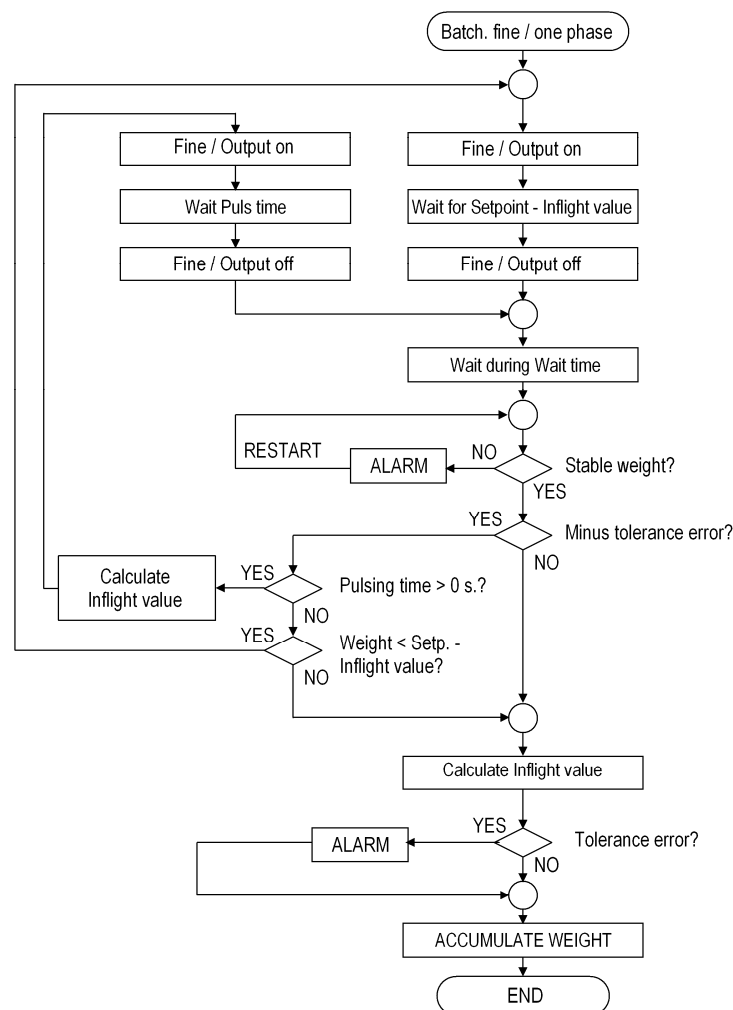 Batch. fine / one phase
Fine / Output on
Fine / Output on
Wait Puls time
Wait for Setpoint - Inflight value
Fine / Output off
Fine / Output off
Wait during Wait time
RESTART
ALARM
NO
Stable weight?
YES
YES
Minus tolerance error?
NO
Calculate
Inflight value
YES
Pulsing time > 0 s.?
NO
YES
Weight < Setp. -
Inflight value?
NO
Calculate Inflight value
YES
Tolerance error?
ALARM
NO
ACCUMULATE WEIGHT
END